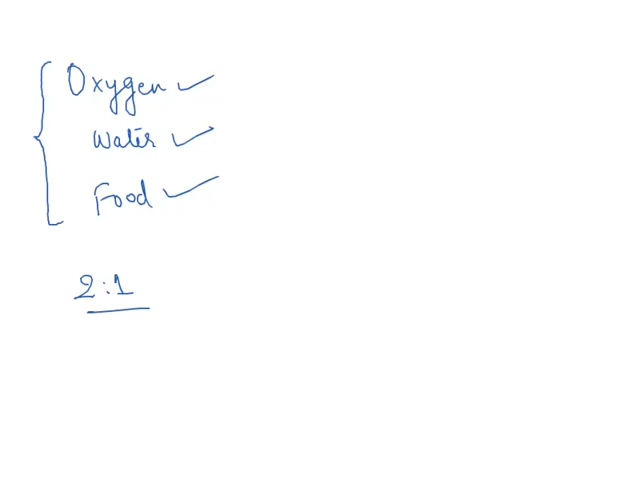 Oxygen ✓
Water ✓
Food ✓
2:1